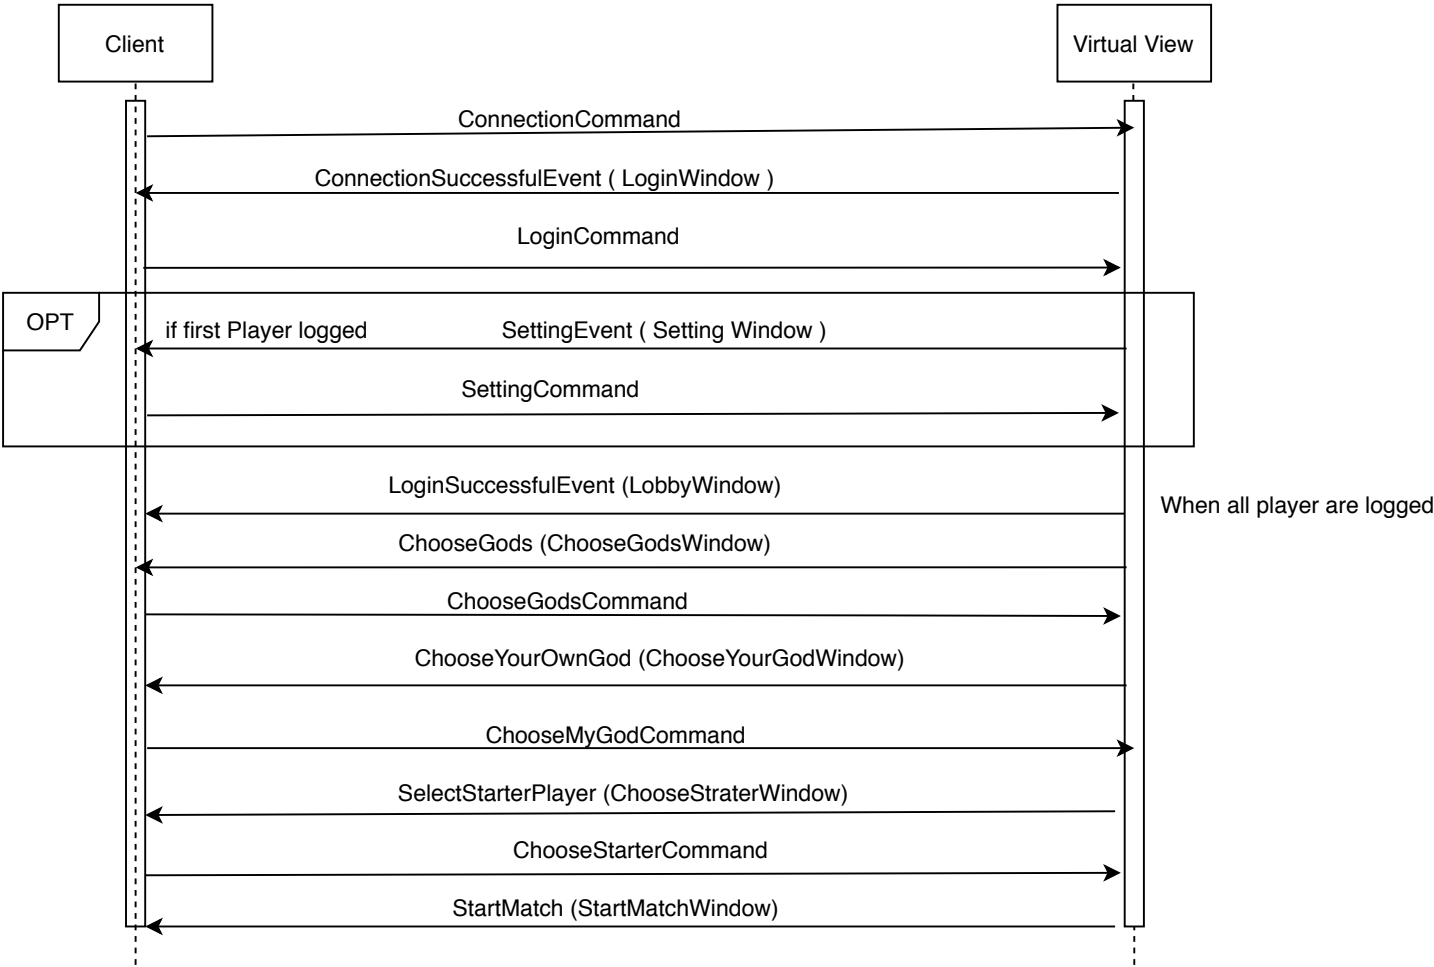 Client
Virtual View
ConnectionCommand
ConnectionSuccessfulEvent ( LoginWindow )
LoginCommand
OPT
if first Player logged
SettingEvent ( Setting Window )
SettingCommand
LoginSuccessfulEvent (LobbyWindow)
When all player are logged
ChooseGods (ChooseGodsWindow)
ChooseGodsCommand
ChooseYourOwnGod (ChooseYourGodWindow)
ChooseMyGodCommand
SelectStarterPlayer (ChooseStraterWindow)
ChooseStarterCommand
StartMatch (StartMatchWindow)